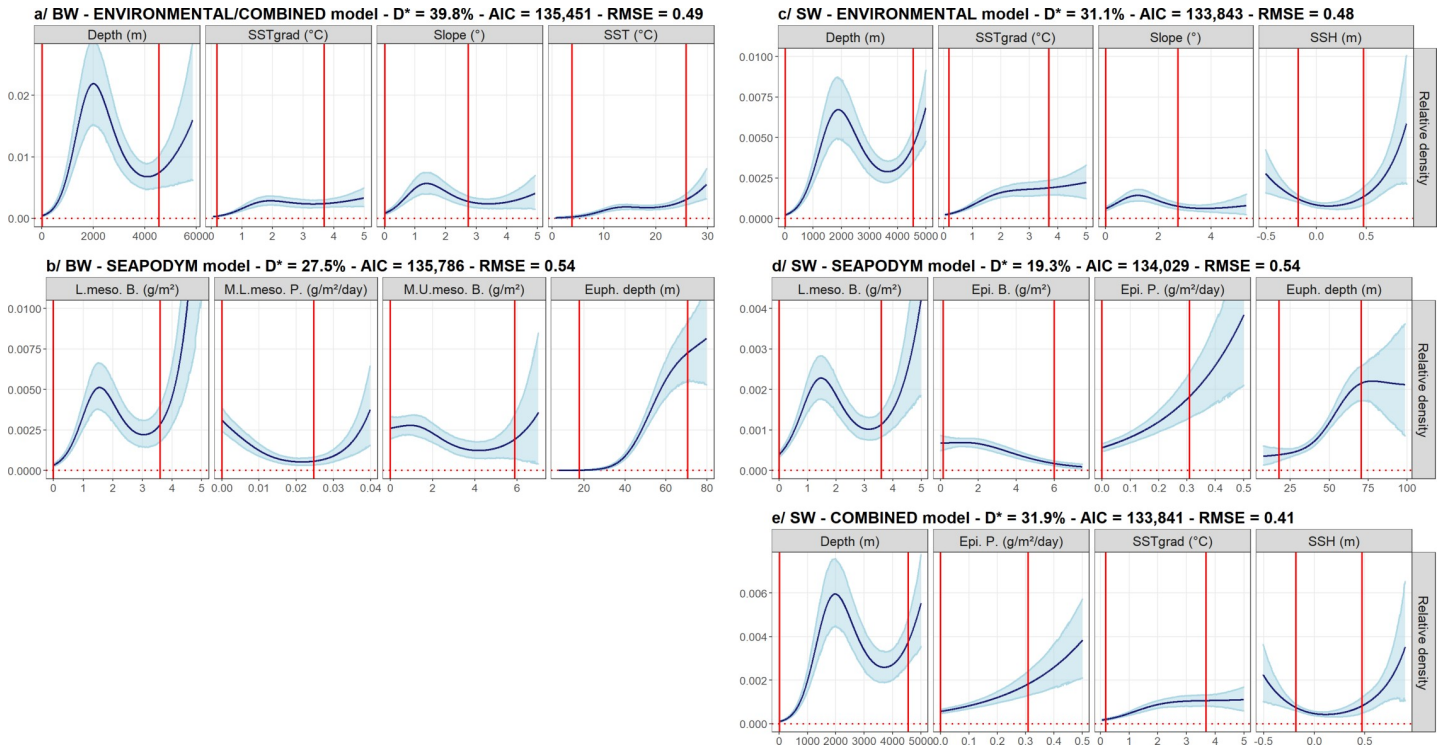 a/ BW - ENVIRONMENTAL/COMBINED model - D* = 39.8% - AIC = 135,451 - RMSE = 0.49
Depth (m) SSTgrad (°C) Slope (°) SST (°C)
0.02
0.01
0.00
0 2000 4000 6000 0 1 2 3 4 5 0 1 2 3 4 5 0 10 20 30
b/ BW - SEAPODYM model - D* = 27.5% - AIC = 135,786 - RMSE = 0.54
L.meso. B. (g/m²) M.L.meso. P. (g/m²/day) M.U.meso. B. (g/m²) Euph. depth (m)
0.0100
0.0075
0.0050
0.0025
0.0000
0 1 2 3 4 5 0.00 0.01 0.02 0.03 0.04 0 2 4 6 40 60 80
c/ SW - ENVIRONMENTAL model - D* = 31.1% - AIC = 133,843 - RMSE = 0.48
Depth (m) SSTgrad (°C) Slope (°) SSH (m)
Relative density
0.0100
0.0075
0.0050
0.0025
0.0000
0 1000 2000 3000 4000 5000 0 1 2 3 4 5 0 2 4 -0.5 0.0 0.5
d/ SW - SEAPODYM model - D* = 19.3% - AIC = 134,029 - RMSE = 0.54
L.meso. B. (g/m²) Epi. B. (g/m²) Epi. P. (g/m²/day) Euph. depth (m)
Relative density
0.004
0.003
0.002
0.001
0.000
0 1 2 3 4 5 0 2 4 6 0.0 0.1 0.2 0.3 0.4 0.5 25 50 75 100
e/ SW - COMBINED model - D* = 31.9% - AIC = 133,841 - RMSE = 0.41
Depth (m) Epi. P. (g/m²/day) SSTgrad (°C) SSH (m)
Relative density
0.006
0.004
0.002
0.000
0 1000 2000 3000 4000 5000 0.0 0.1 0.2 0.3 0.4 0.5 0 1 2 3 4 5 -0.5 0.0 0.5